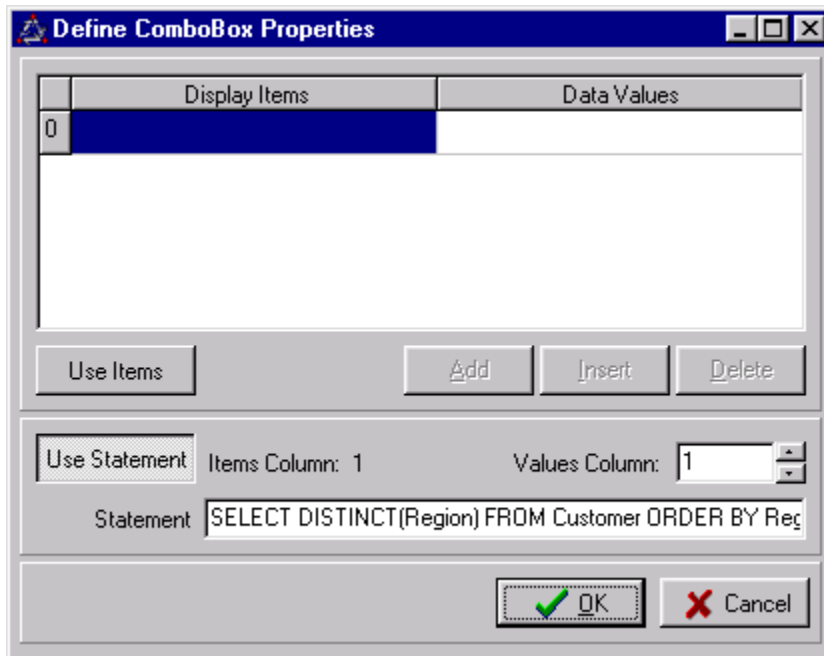 Define ComboBox Properties
Display Items Data Values
0
Use Items Add Insert Delete
Use Statement Items Column: 1 Values Column: 1
Statement SELECT DISTINCT(Region) FROM Customer ORDER BY Reg
OK Cancel